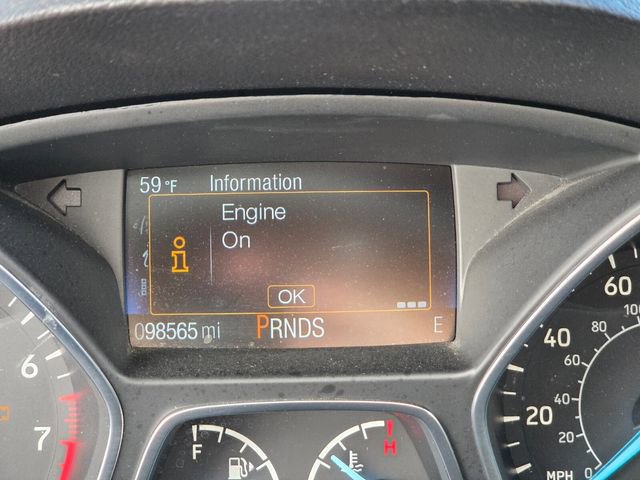 59 °F Information
Engine
On
OK
098565 mi PRNDS E
6
7
F
H
60
40
20
MPH
100
80
60
40
20
0